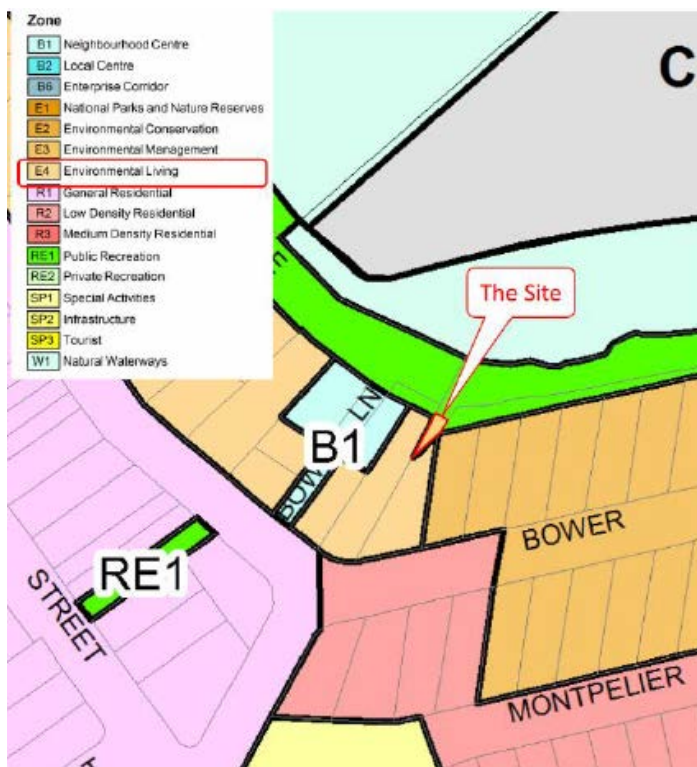 Zone
B1 Neighbourhood Centre
B2 Local Centre
B6 Enterprise Corridor
E1 National Parks and Nature Reserves
E2 Environmental Conservation
E3 Environmental Management
E4 Environmental Living
R1 General Residential
R2 Low Density Residential
R3 Medium Density Residential
RE1 Public Recreation
RE2 Private Recreation
SP1 Special Activities
SP2 Infrastructure
SP3 Tourist
W1 Natural Waterways
C
The Site
LN
B1
BOW
BOWER
RE1
STREET
MONTPELIER